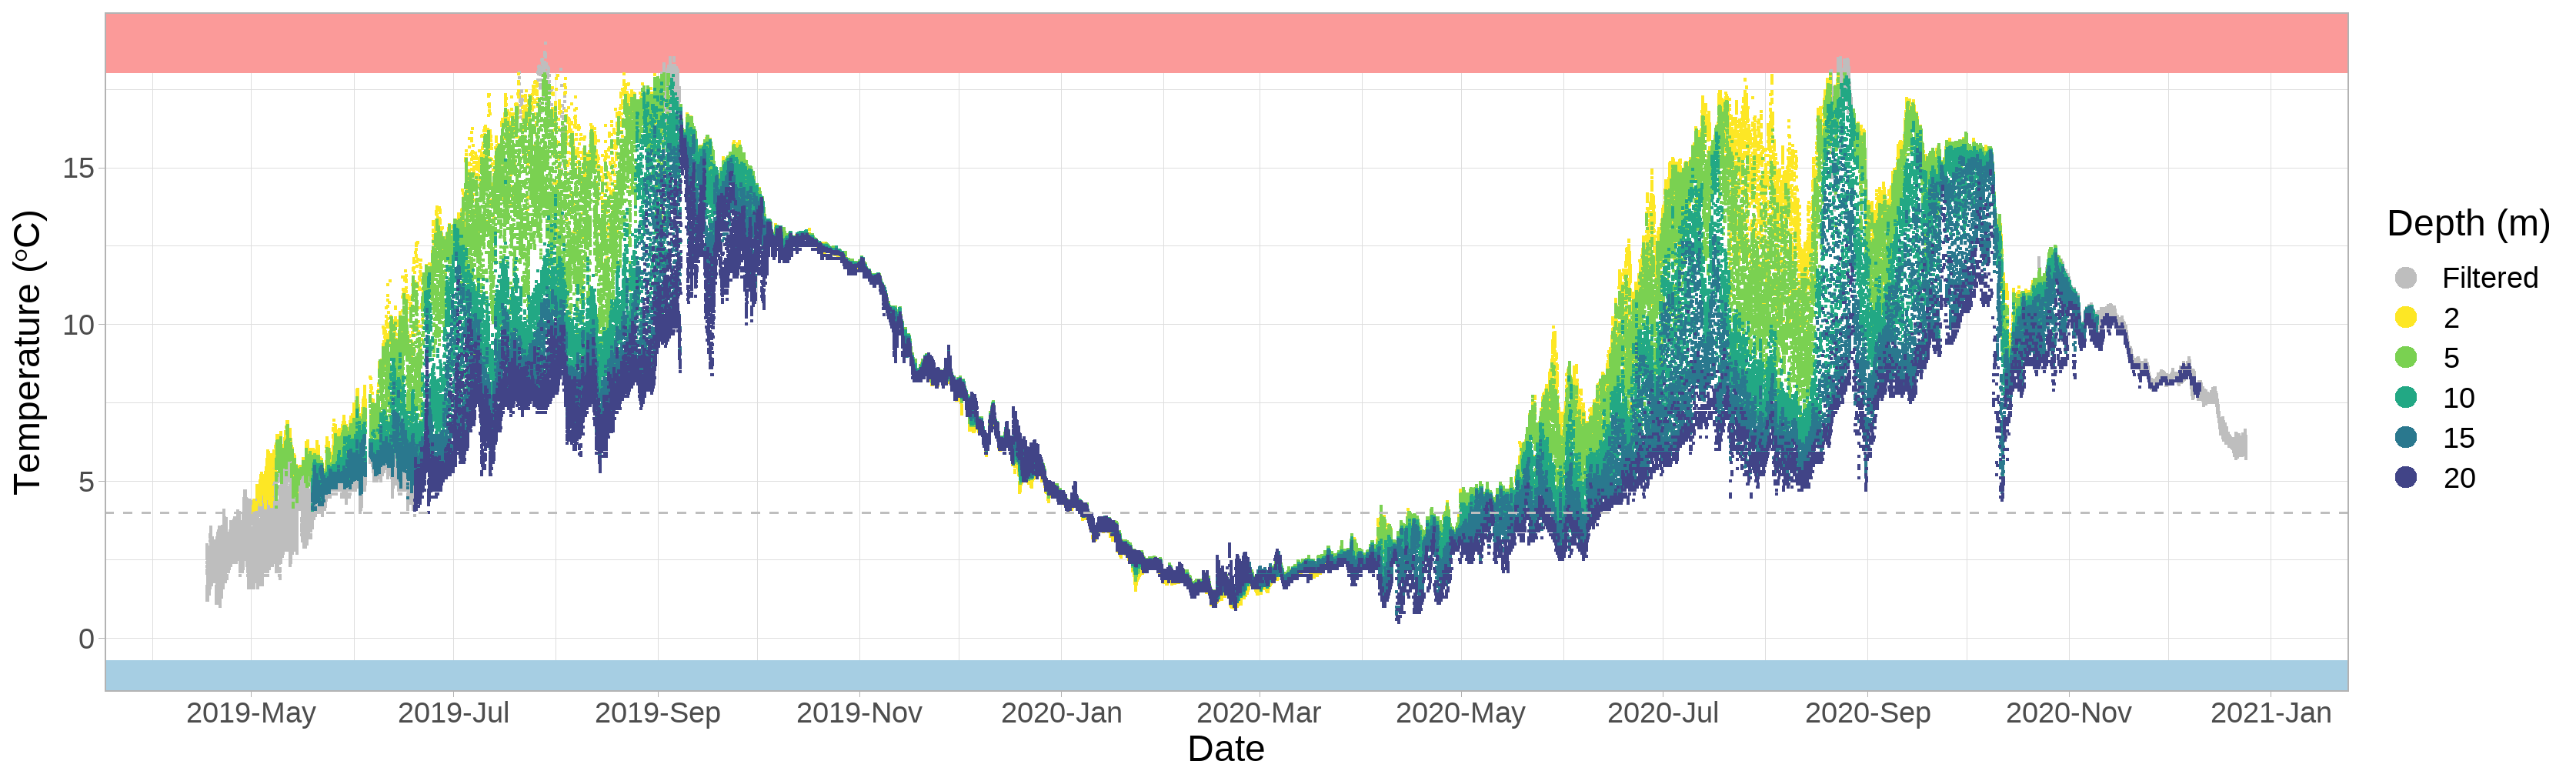 Temperature (°C)
15
10
5
0
2019-May
2019-Jul
2019-Sep
2019-Nov
2020-Jan
2020-Mar
2020-May
2020-Jul
2020-Sep
2020-Nov
2021-Jan
Date
Depth (m)
Filtered
2
5
10
15
20